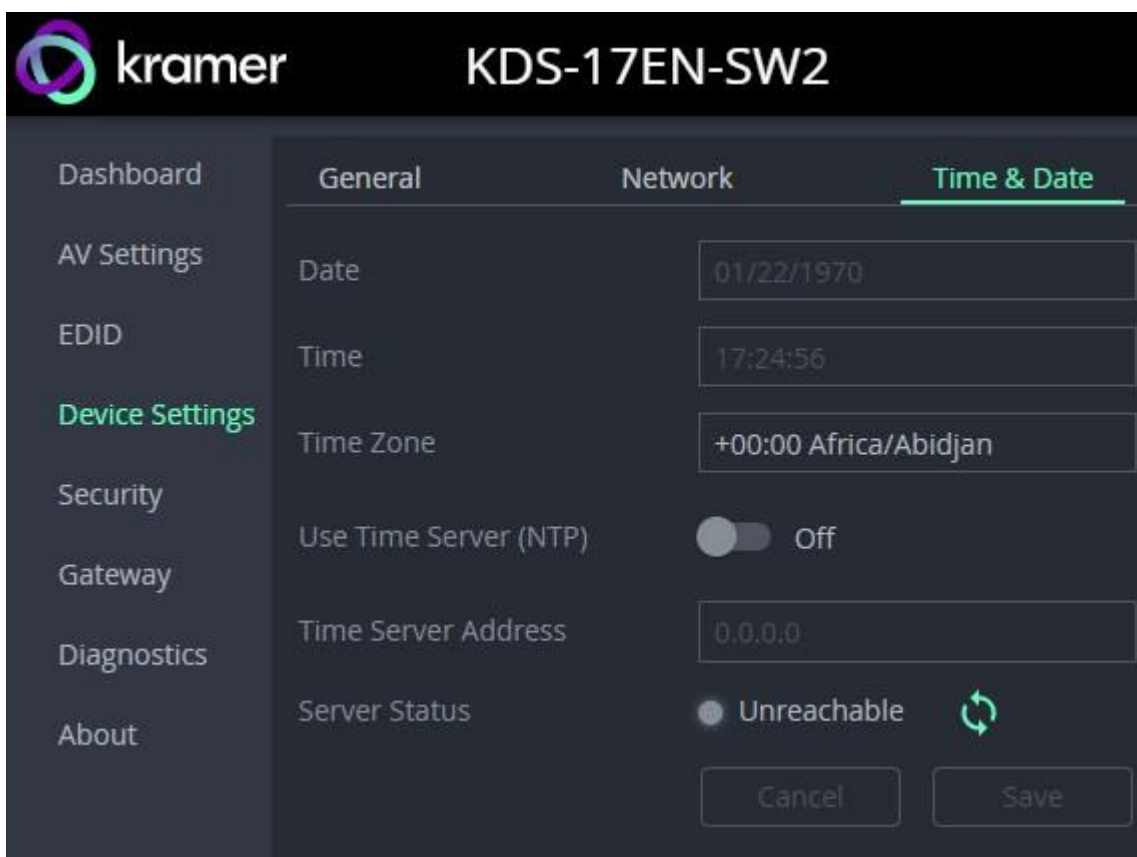 kramer
KDS-17EN-SW2
Dashboard
AV Settings
EDID
Device Settings
Security
Gateway
Diagnostics
About
General Network Time & Date
Date 01/22/1970
Time 17:24:56
Time Zone +00:00 Africa/Abidjan
Use Time Server (NTP) Off
Time Server Address 0.0.0.0
Server Status Unreachable
Cancel Save